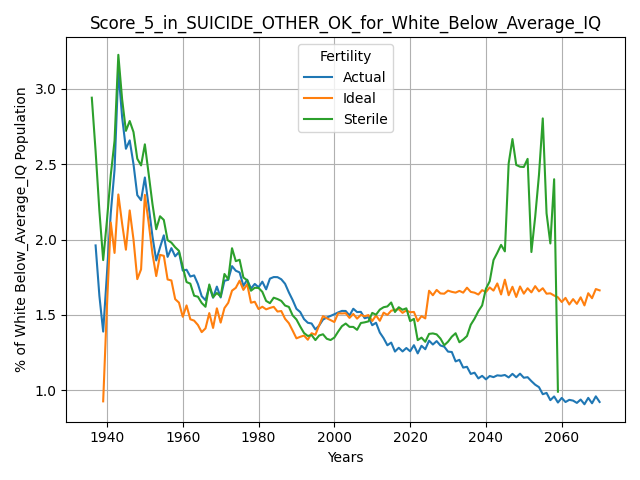 Score_5_in_SUICIDE_OTHER_OK_for_White_Below_Average_IQ
Fertility
Actual
Ideal
Sterile
% of White Below_Average_IQ Population
3.0
2.5
2.0
1.5
1.0
1940
1960
1980
2000
2020
2040
2060
Years